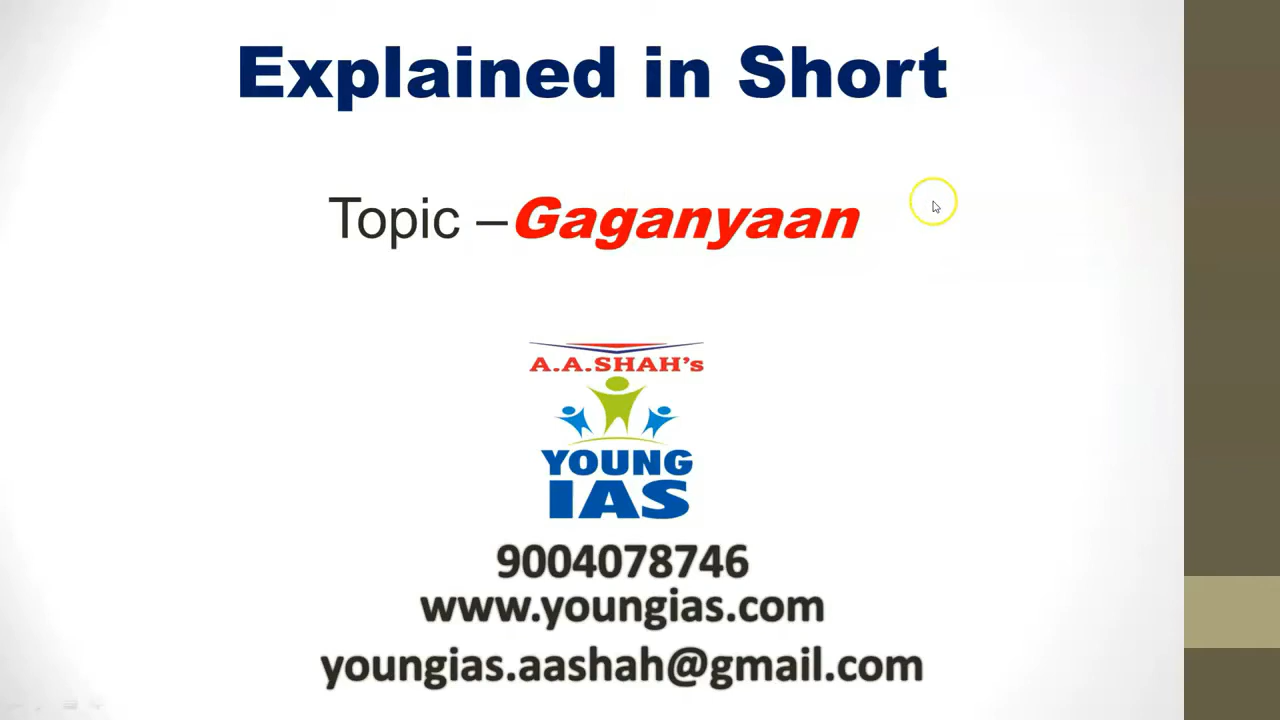 Explained in Short
Topic –Gaganyaan
A.A.SHAH's
YOUNG
IAS
9004078746
www.youngias.com
youngias.aashah@gmail.com